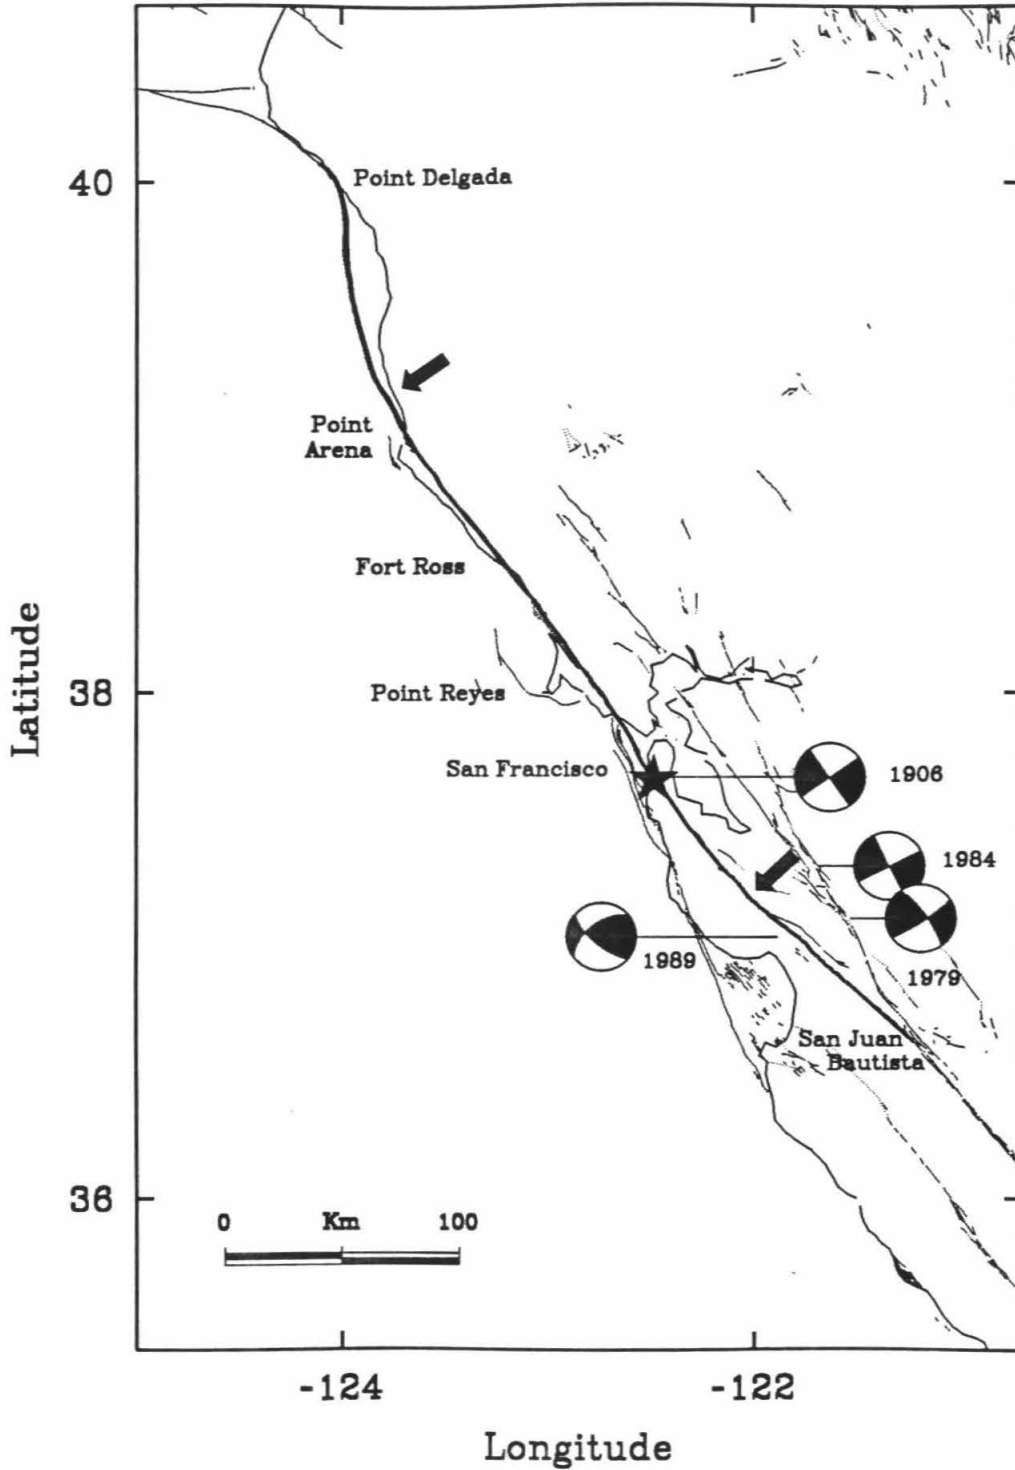 40
Point Delgada
Point
Arena
Fort Ross
38
Point Reyes
San Francisco
1906
1984
1989
1979
San Juan
Bautista
36
0 Km 100
-124
-122
Latitude
Longitude